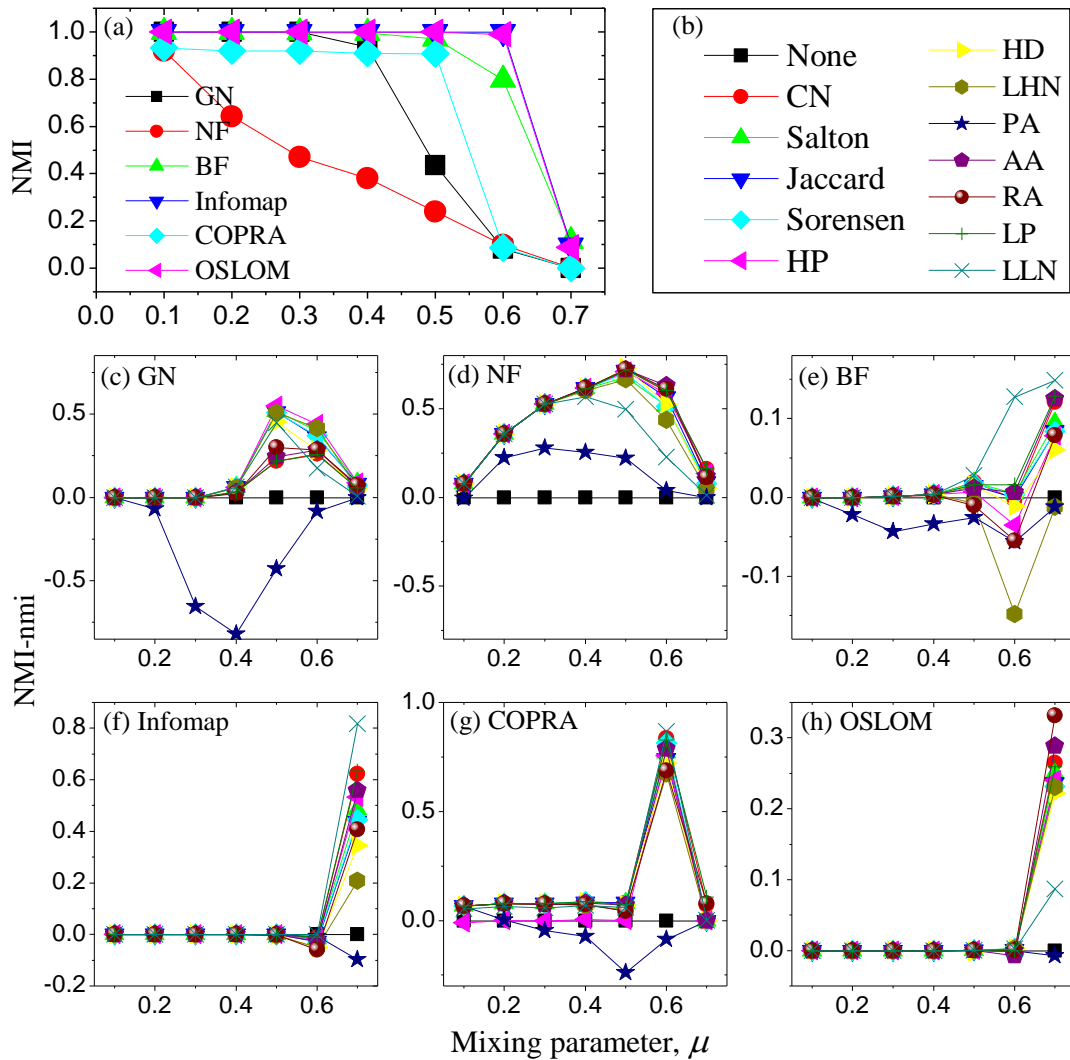 (a)
NMI
1.0
0.8
0.6
0.4
0.2
0.0
GN
NF
BF
Infomap
COPRA
OSLOM
0.0 0.1 0.2 0.3 0.4 0.5 0.6 0.7
(b)
None
CN
Salton
Jaccard
Sorensen
HP
HD
LHN
PA
AA
RA
LP
LLN
NMI-nmi
(c) GN
0.5
0.0
-0.5
0.2 0.4 0.6
(d) NF
0.5
0.0
-0.5
0.2 0.4 0.6
(e) BF
0.1
0.0
-0.1
0.2 0.4 0.6
(f) Infomap
0.8
0.6
0.4
0.2
0.0
-0.2
0.2 0.4 0.6
(g) COPRA
1.0
0.5
0.0
0.2 0.4 0.6
(h) OSLOM
0.3
0.2
0.1
0.0
0.2 0.4 0.6
Mixing parameter, μ